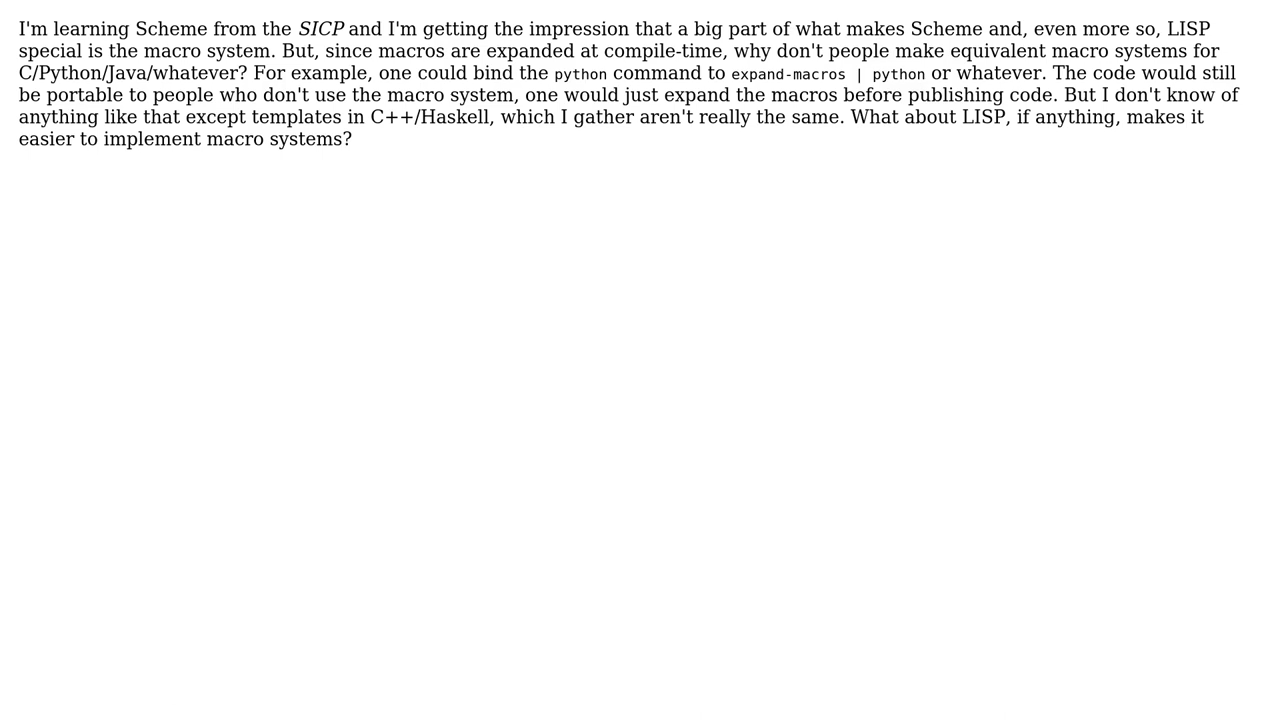 I'm learning Scheme from the SICP and I'm getting the impression that a big part of what makes Scheme and, even more so, LISP
special is the macro system. But, since macros are expanded at compile-time, why don't people make equivalent macro systems for
C/Python/Java/whatever? For example, one could bind the python command to expand-macros | python or whatever. The code would still
be portable to people who don't use the macro system, one would just expand the macros before publishing code. But I don't know of
anything like that except templates in C++/Haskell, which I gather aren't really the same. What about LISP, if anything, makes it
easier to implement macro systems?